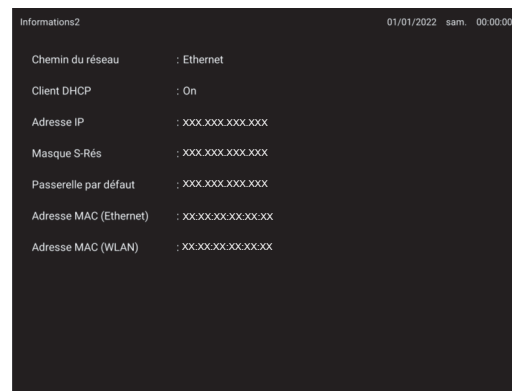 Informations2 01/01/2022 sam. 00:00:00
Chemin du réseau : Ethernet
Client DHCP : On
Adresse IP : XXX.XXX.XXX.XXX
Masque S-Rés : XXX.XXX.XXX.XXX
Passerelle par défaut : XXX.XXX.XXX.XXX
Adresse MAC (Ethernet) : XX:XX:XX:XX:XX:XX
Adresse MAC (WLAN) : XX:XX:XX:XX:XX:XX